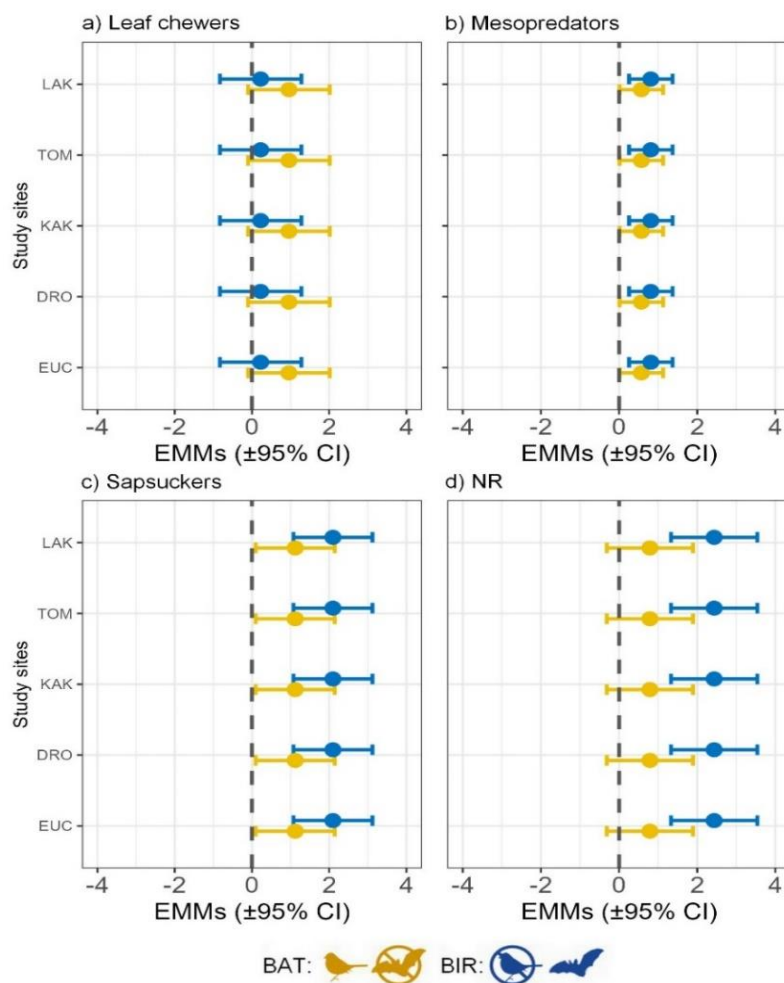 a) Leaf chewers
b) Mesopredators
Study sites
LAK
TOM
KAK
DRO
EUC
-4 -2 0 2 4
-4 -2 0 2 4
EMMs (±95% CI)
EMMs (±95% CI)
c) Sapsuckers
d) NR
Study sites
LAK
TOM
KAK
DRO
EUC
-4 -2 0 2 4
-4 -2 0 2 4
EMMs (±95% CI)
EMMs (±95% CI)
BAT: BIR: